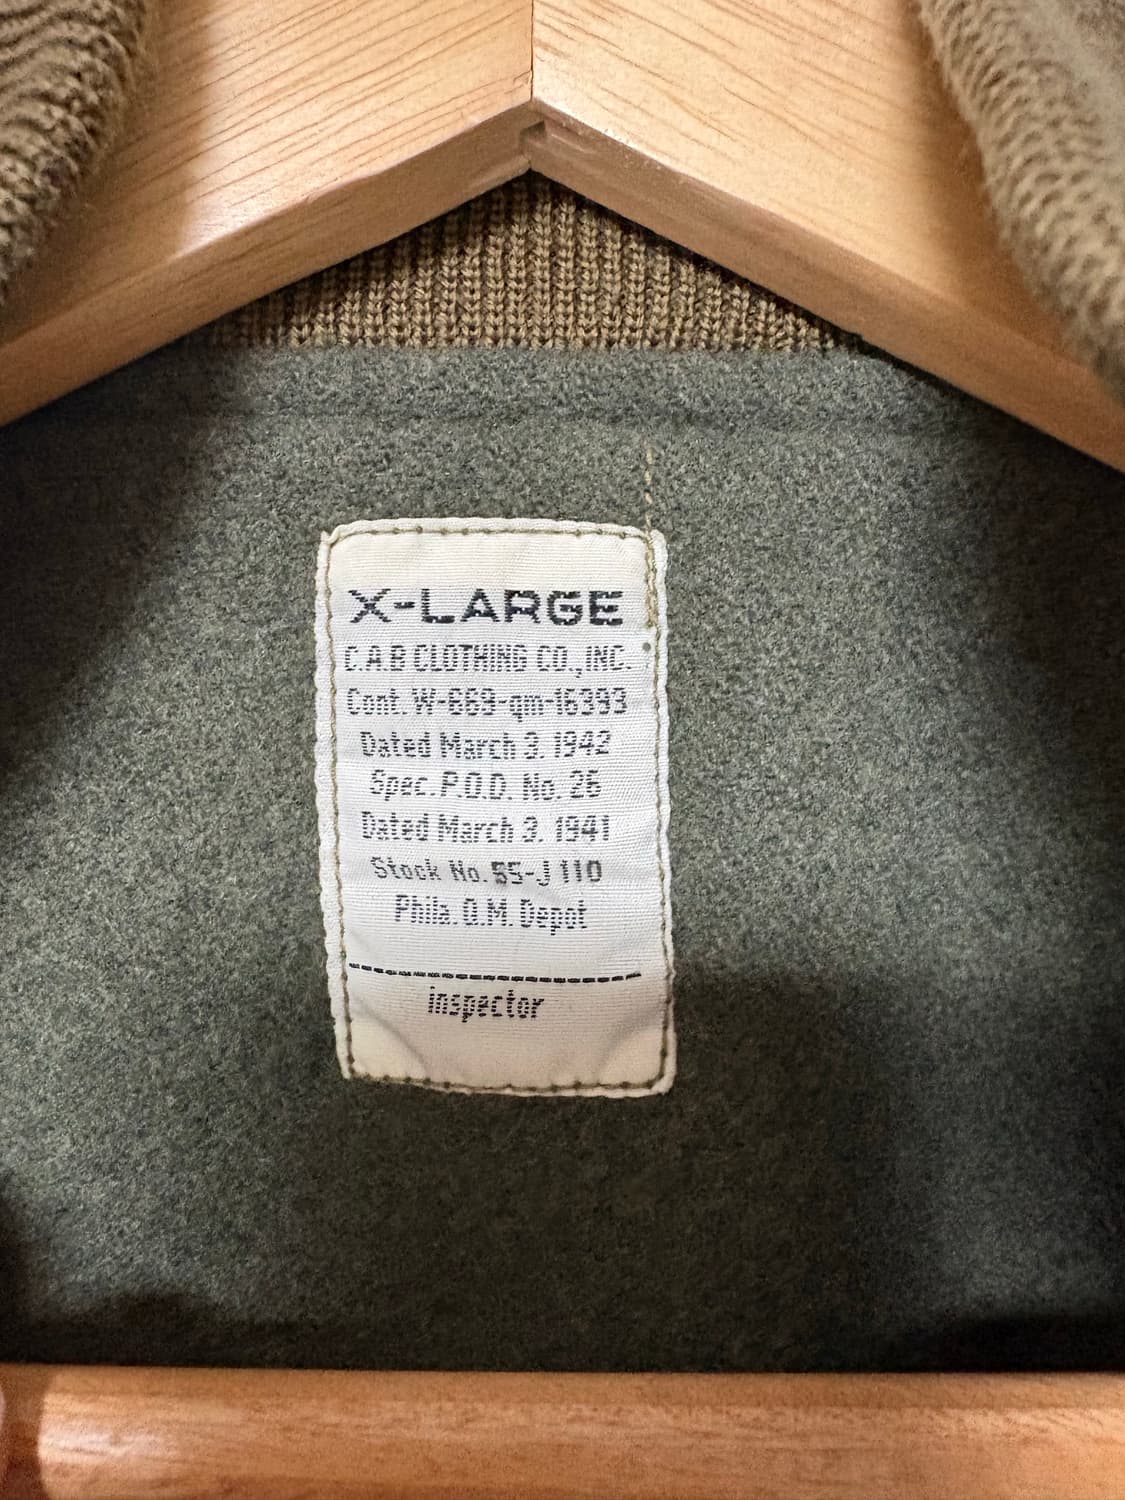 X-LARGE
C A B CLOTHING CO., INC.
Cont. W-669-qm-16393
Dated March 3. 1942
Spec. P.Q.D. No. 26
Dated March 3. 1941
Stock No. 55-J 110
Phila. Q.M. Depot
inspector